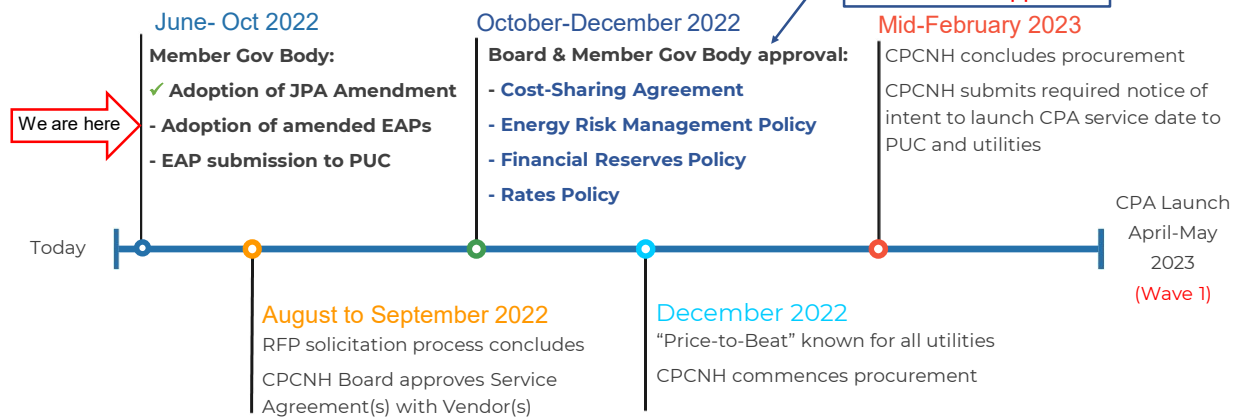 June- Oct 2022
Member Gov Body:
✓ Adoption of JPA Amendment
- Adoption of amended EAPs
- EAP submission to PUC
We are here
October-December 2022
Board & Member Gov Body approval:
- Cost-Sharing Agreement
- Energy Risk Management Policy
- Financial Reserves Policy
- Rates Policy
Mid-February 2023
CPCNH concludes procurement
CPCNH submits required notice of
intent to launch CPA service date to
PUC and utilities
Today
CPA Launch
April-May
2023
(Wave 1)
August to September 2022
RFP solicitation process concludes
CPCNH Board approves Service
Agreement(s) with Vendor(s)
December 2022
“Price-to-Beat” known for all utilities
CPCNH commences procurement